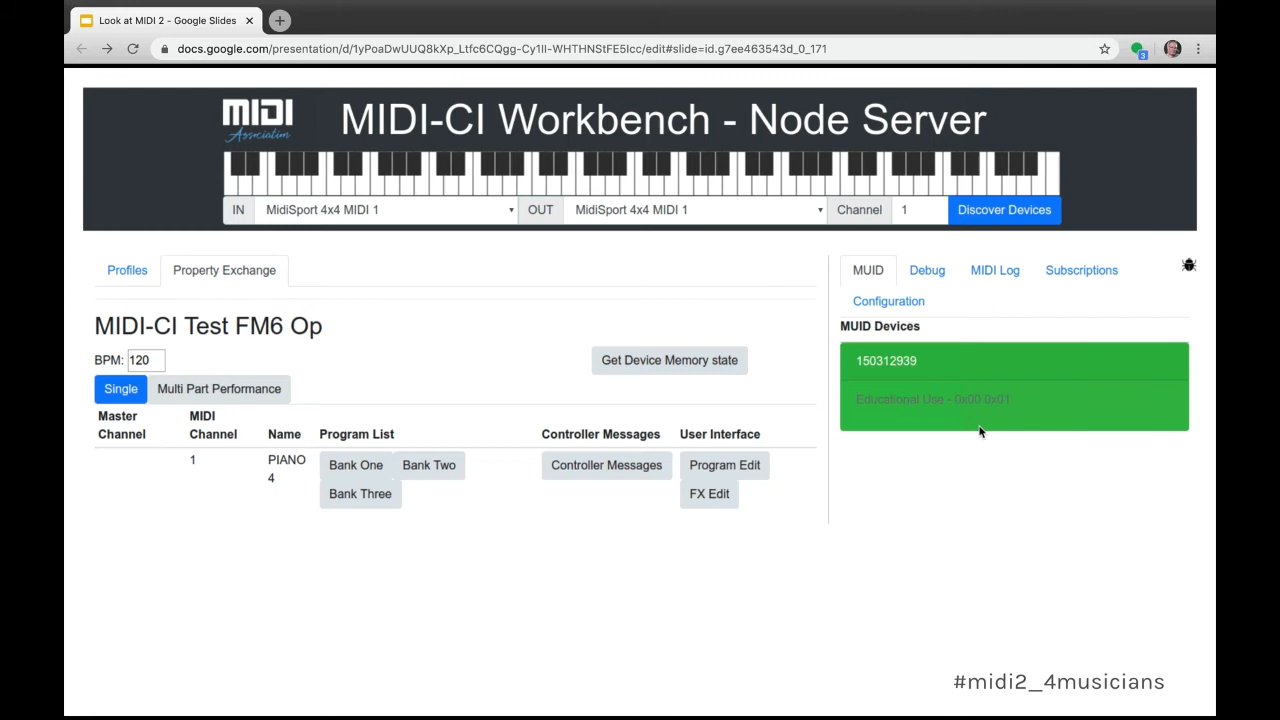 Look at MIDI 2 - Google Slides
docs.google.com/presentation/d/1yPoaDwUUQ8kXp_Ltfc6CQgg-Cy1II-WHTHNStFE5Icc/edit#slide=id.g7ee463543d_0_171
3
MIDI Association
MIDI-CI Workbench - Node Server
IN MidiSport 4x4 MIDI 1 OUT MidiSport 4x4 MIDI 1 Channel 1 Discover Devices
Profiles Property Exchange
MUID Debug MIDI Log Subscriptions
Configuration
MIDI-CI Test FM6 Op
MUID Devices
BPM: 120 Get Device Memory state
150312939
Single Multi Part Performance
Educational Use - 0x00 0x01
Master Channel MIDI Channel Name Program List Controller Messages User Interface
1 PIANO 4 Bank One Bank Two Controller Messages Program Edit
Bank Three FX Edit
#midi2_4musicians